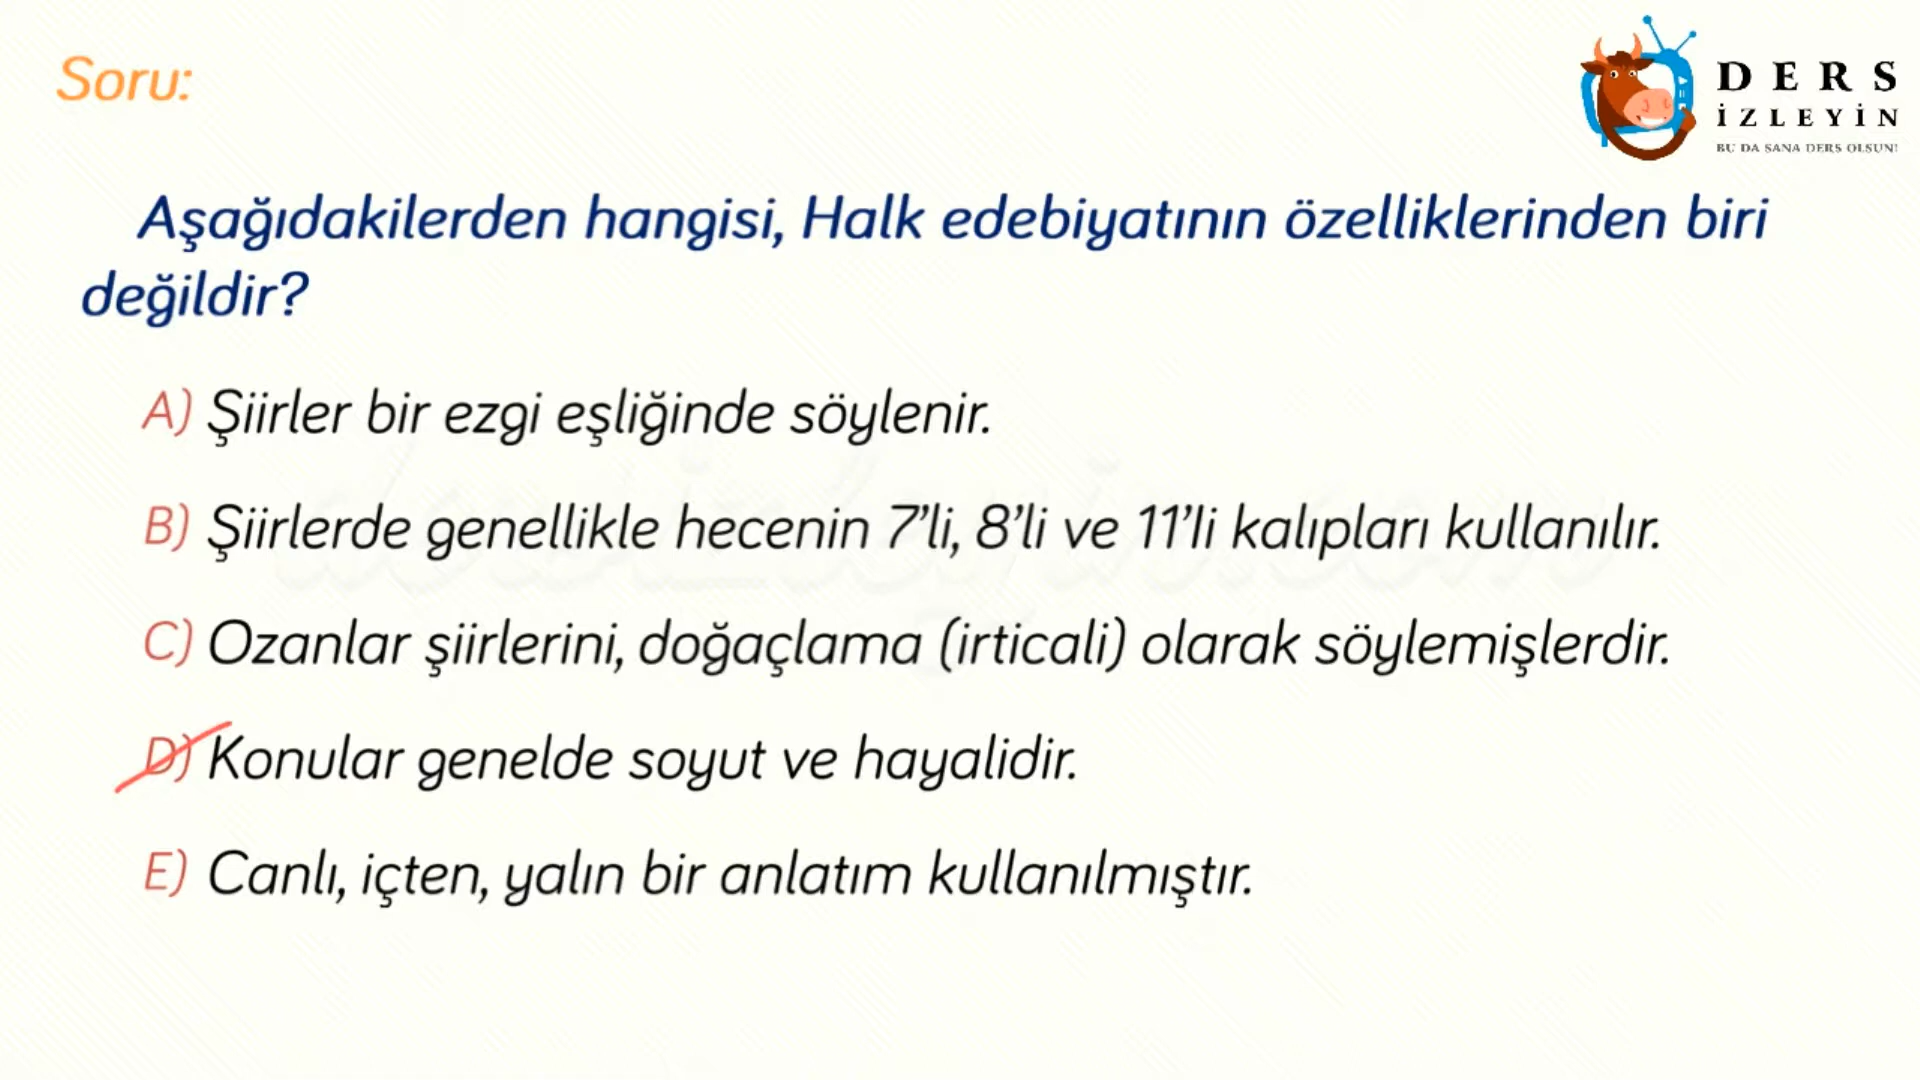 Soru:
DERS
İZLEYİN
BU DA SANA DERS OLSUN!
Aşağıdakilerden hangisi, Halk edebiyatının özelliklerinden biri
değildir?
A) Şiirler bir ezgi eşliğinde söylenir.
B) Şiirlerde genellikle hecenin 7'li, 8'li ve 11'li kalıpları kullanılır.
C) Ozanlar şiirlerini, doğaçlama (irticali) olarak söylemişlerdir.
D) Konular genelde soyut ve hayalidir.
E) Canlı, içten, yalın bir anlatım kullanılmıştır.
dersizleyin.com